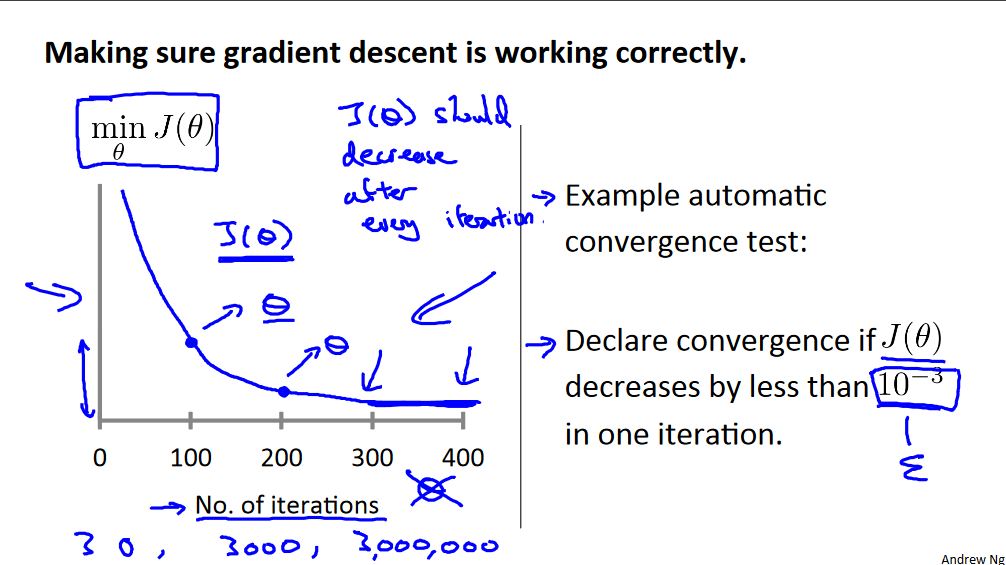 Making sure gradient descent is working correctly.
min J(θ)
θ
J(θ) should
decrease
after
every iteration.
J(θ)
θ
θ
0 100 200 300 400
No. of iterations
30, 3000, 3,000,000
Example automatic
convergence test:
Declare convergence if J(θ)
decreases by less than 10⁻³
in one iteration.
ε
Andrew Ng